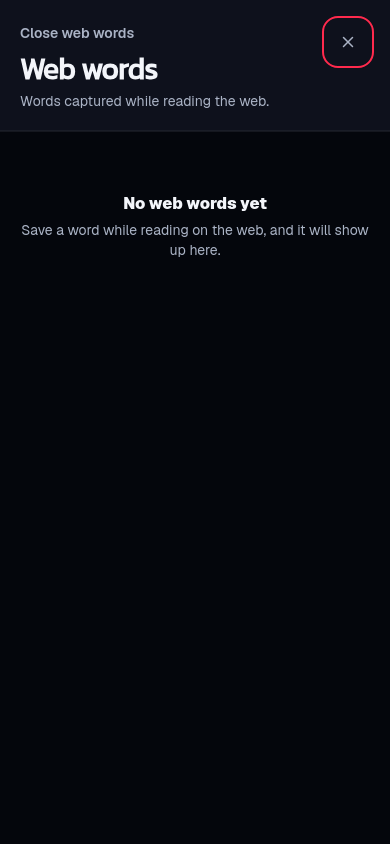 Close web words
Web words
Words captured while reading the web.
No web words yet
Save a word while reading on the web, and it will show
up here.